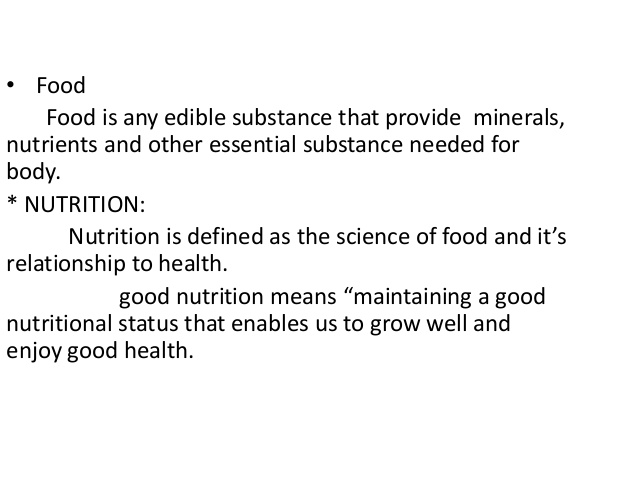 • Food
Food is any edible substance that provide  minerals,
nutrients and other essential substance needed for
body.
* NUTRITION:
Nutrition is defined as the science of food and it’s
relationship to health.
good nutrition means “maintaining a good
nutritional status that enables us to grow well and
enjoy good health.